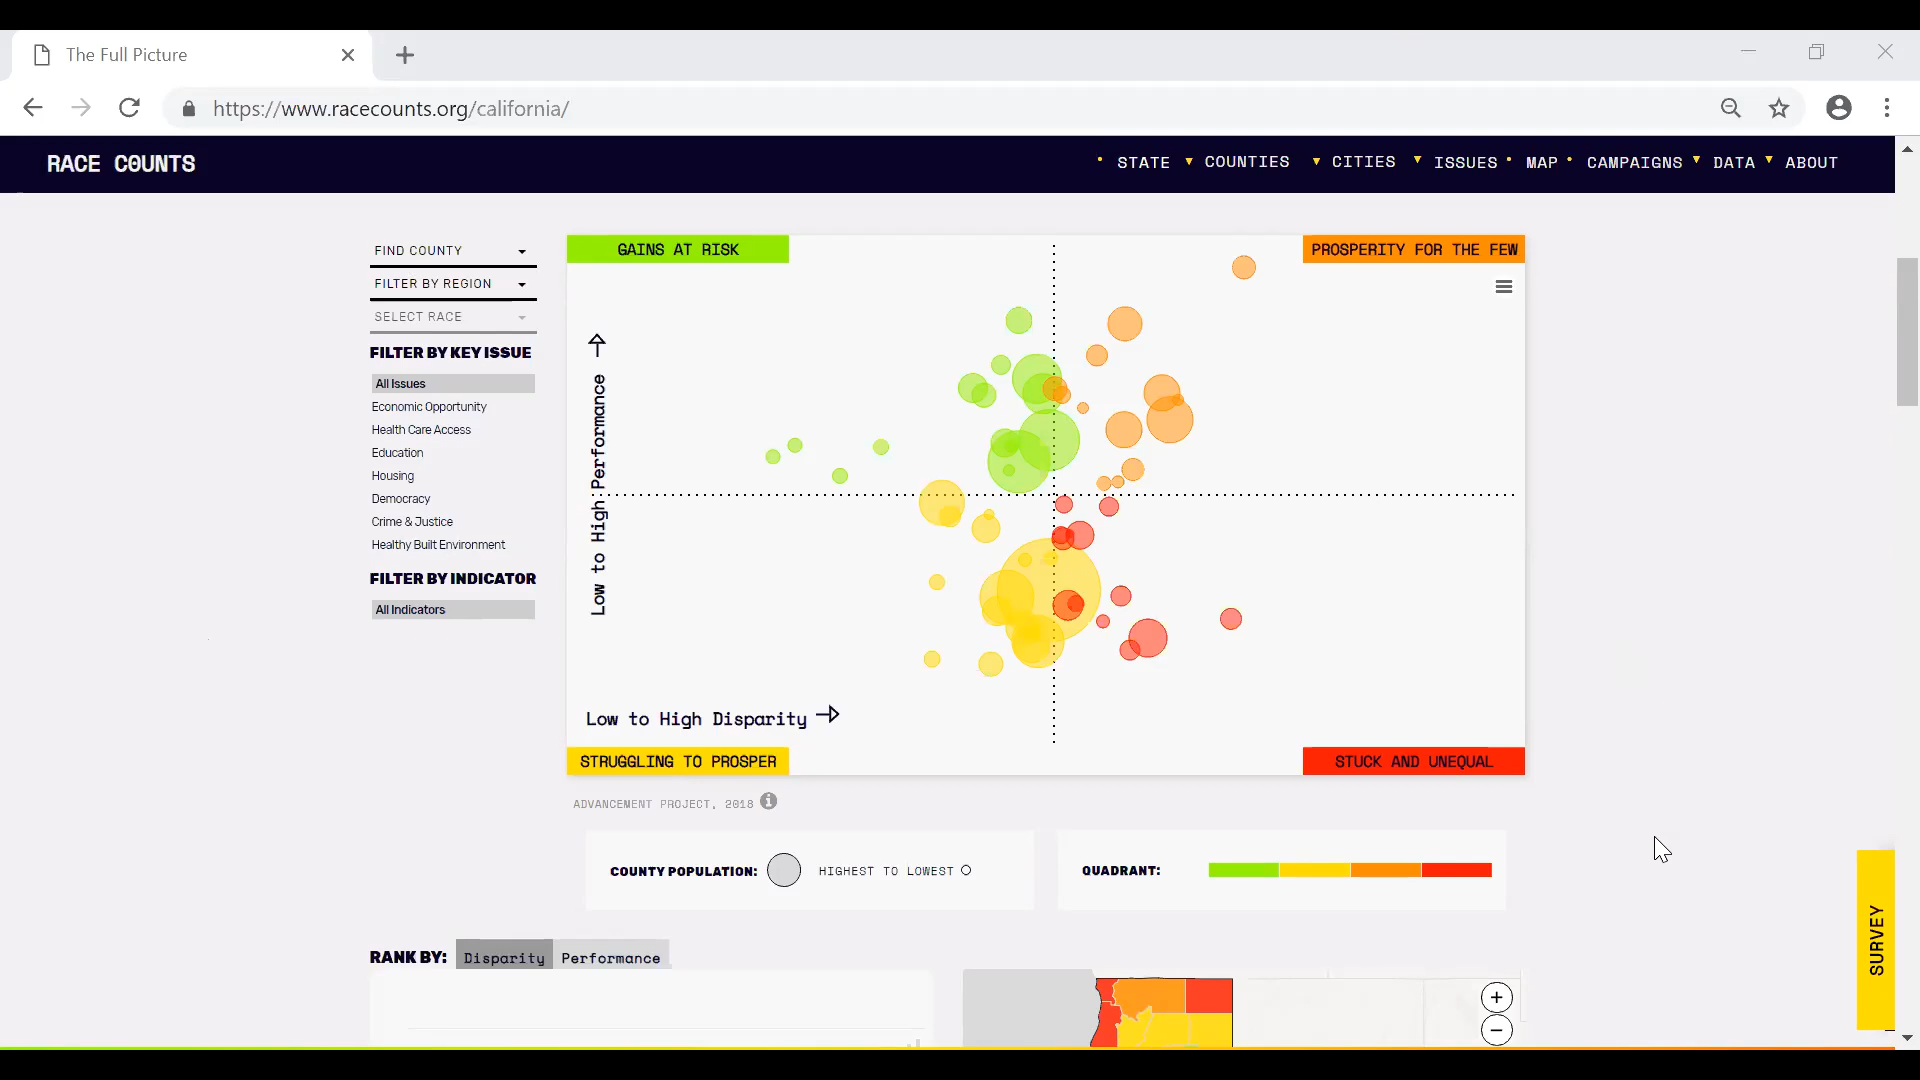 The Full Picture
https://www.racecounts.org/california/
RACE COUNTS
STATE COUNTIES CITIES ISSUES MAP CAMPAIGNS DATA ABOUT
FIND COUNTY
FILTER BY REGION
SELECT RACE
FILTER BY KEY ISSUE
All Issues
Economic Opportunity
Health Care Access
Education
Housing
Democracy
Crime & Justice
Healthy Built Environment
FILTER BY INDICATOR
All Indicators
GAINS AT RISK
PROSPERITY FOR THE FEW
Low to High Performance
Low to High Disparity
STRUGGLING TO PROSPER
STUCK AND UNEQUAL
ADVANCEMENT PROJECT, 2018
COUNTY POPULATION: HIGHEST TO LOWEST
QUADRANT:
SURVEY
RANK BY: Disparity Performance